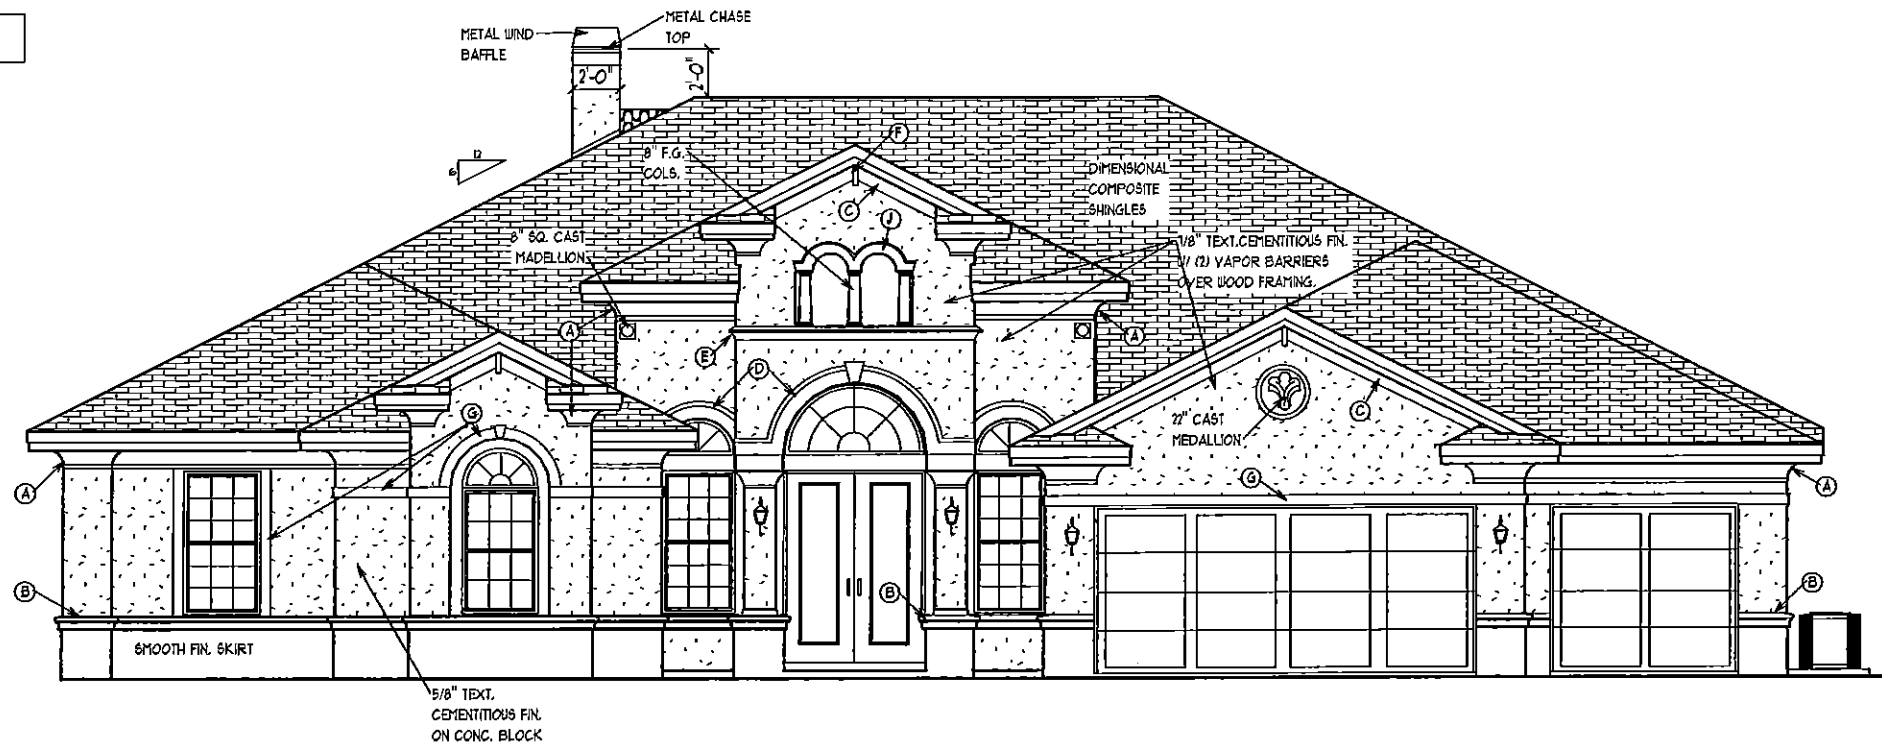 METAL CHASE
TOP
METAL WIND
BAFFLE
2'-0"
2'-0"
12
6
F
8" F.G.
COLS.
DIMENSIONAL
COMPOSITE
SHINGLES
C
J
8" SQ. CAST
MADELLION
7/8" TEXT.CEMENTITIOUS FIN.
W/ (2) VAPOR BARRIERS
OVER WOOD FRAMING.
A
A
E
D
G
C
22" CAST
MEDALLION
A
G
A
B
B
B
SMOOTH FIN. SKIRT
5/8" TEXT.
CEMENTITIOUS FIN.
ON CONC. BLOCK